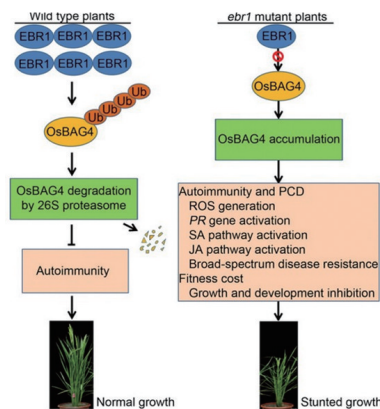 Wild type plants
EBR1 EBR1 EBR1
EBR1 EBR1 EBR1
Ub Ub Ub Ub
OsBAG4
OsBAG4 degradation
by 26S proteasome
Autoimmunity
Normal growth
ebr1 mutant plants
EBR1
OsBAG4
OsBAG4 accumulation
Autoimmunity and PCD
ROS generation
PR gene activation
SA pathway activation
JA pathway activation
Broad-spectrum disease resistance
Fitness cost
Growth and development inhibition
Stunted growth